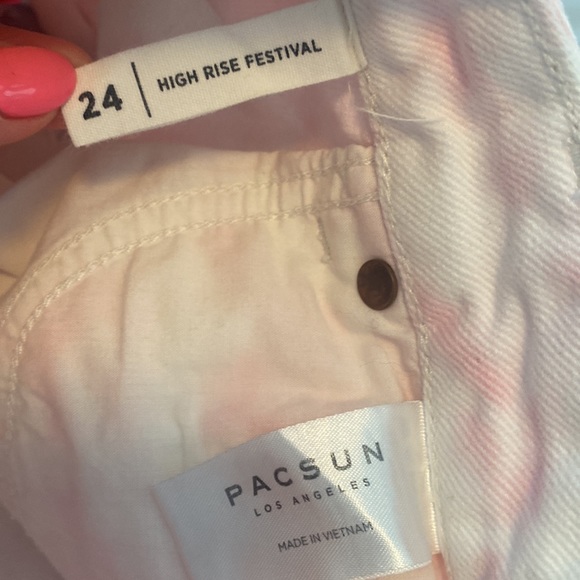 24 | HIGH RISE FESTIVAL
PACSUN
LOS ANGELES
MADE IN VIETNAM